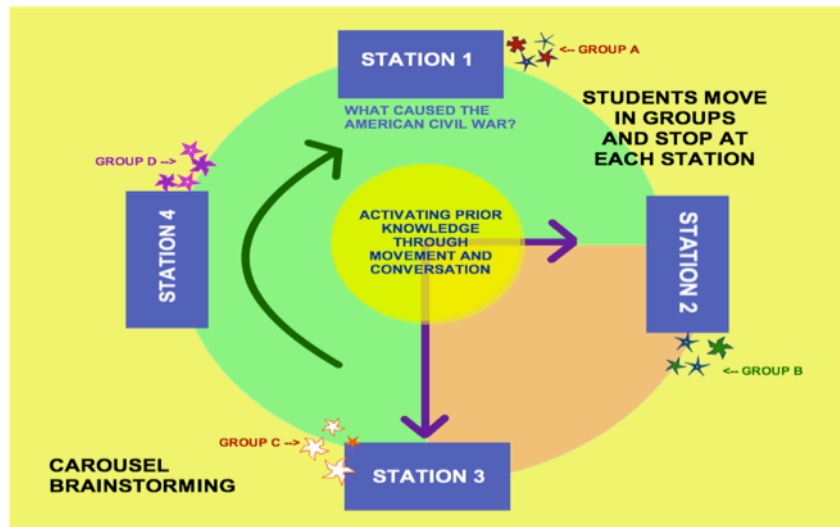 STATION 1
<-- GROUP A
WHAT CAUSED THE
AMERICAN CIVIL WAR?
STUDENTS MOVE
IN GROUPS
AND STOP AT
EACH STATION
GROUP D -->
STATION 4
ACTIVATING PRIOR
KNOWLEDGE
THROUGH
MOVEMENT AND
CONVERSATION
STATION 2
<-- GROUP B
GROUP C -->
STATION 3
CAROUSEL
BRAINSTORMING